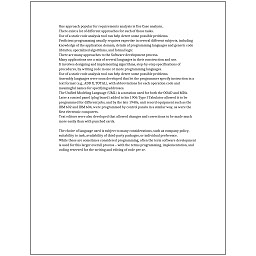 One approach popular for requirements analysis is Use Case analysis.
There exist a lot of different approaches for each of those tasks.
Use of a static code analysis tool can help detect some possible problems.
Proficient programming usually requires expertise in several different subjects, including
knowledge of the application domain, details of programming languages and generic code
libraries, specialized algorithms, and formal logic.
There are many approaches to the Software development process.
Many applications use a mix of several languages in their construction and use.
It involves designing and implementing algorithms, step-by-step specifications of
procedures, by writing code in one or more programming languages.
Use of a static code analysis tool can help detect some possible problems.
Assembly languages were soon developed that let the programmer specify instruction in a
text format (e.g., ADD X, TOTAL), with abbreviations for each operation code and
meaningful names for specifying addresses.
The Unified Modeling Language (UML) is a notation used for both the OOAD and MDA.
Later a control panel (plug board) added to his 1906 Type I Tabulator allowed it to be
programmed for different jobs, and by the late 1940s, unit record equipment such as the
IBM 602 and IBM 604, were programmed by control panels in a similar way, as were the
first electronic computers.
Text editors were also developed that allowed changes and corrections to be made much
more easily than with punched cards.

The choice of language used is subject to many considerations, such as company policy,
suitability to task, availability of third-party packages, or individual preference.
While these are sometimes considered programming, often the term software development
is used for this larger overall process – with the terms programming, implementation, and
coding reserved for the writing and editing of code per se.